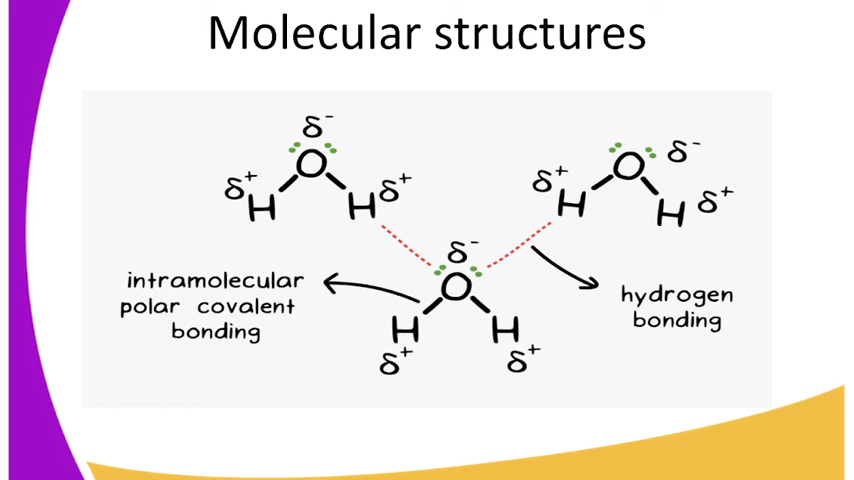 Molecular structures
δ⁻
O
δ⁺
H
H
δ⁺
δ⁺
H
O
δ⁻
H
δ⁺
δ⁻
O
H
H
δ⁺
δ⁺
intramolecular
polar covalent
bonding
hydrogen
bonding